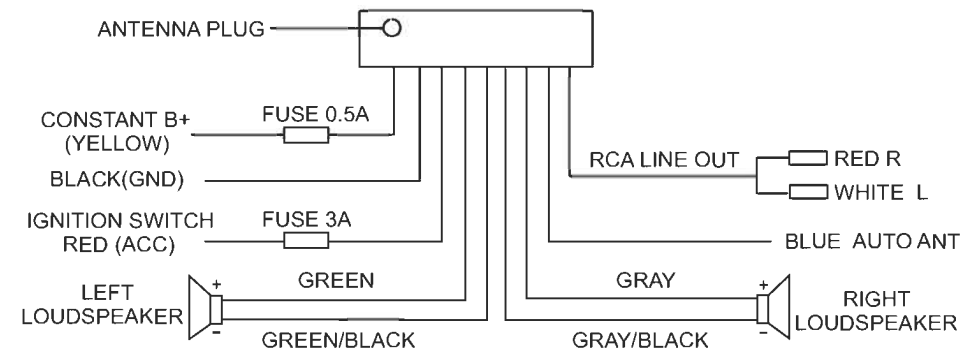 ANTENNA PLUG
CONSTANT B+
(YELLOW)
FUSE 0.5A
BLACK(GND)
IGNITION SWITCH
RED (ACC)
FUSE 3A
RCA LINE OUT
RED R
WHITE L
BLUE AUTO ANT
LEFT
LOUDSPEAKER
+
-
GREEN
GREEN/BLACK
GRAY
GRAY/BLACK
+
-
RIGHT
LOUDSPEAKER